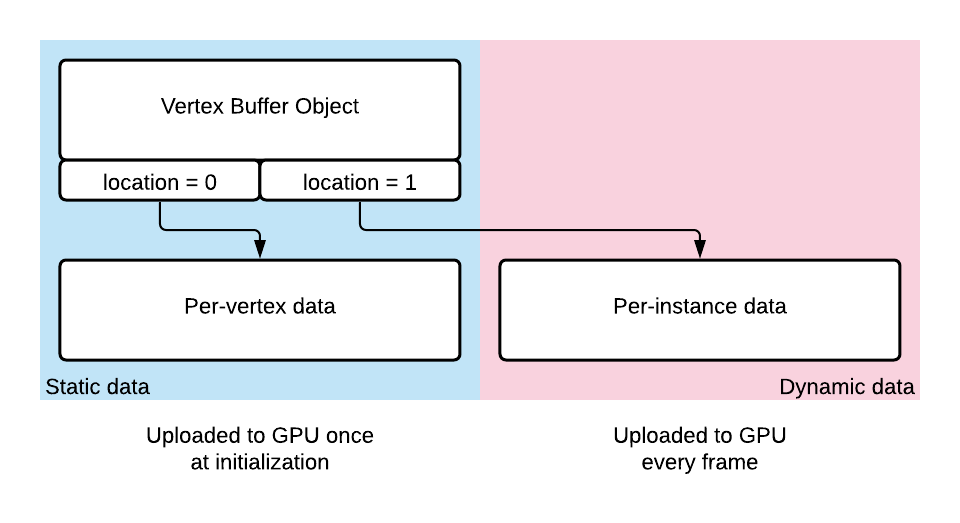 Vertex Buffer Object
location = 0
location = 1
Per-vertex data
Per-instance data
Static data
Dynamic data
Uploaded to GPU once
at initialization
Uploaded to GPU
every frame